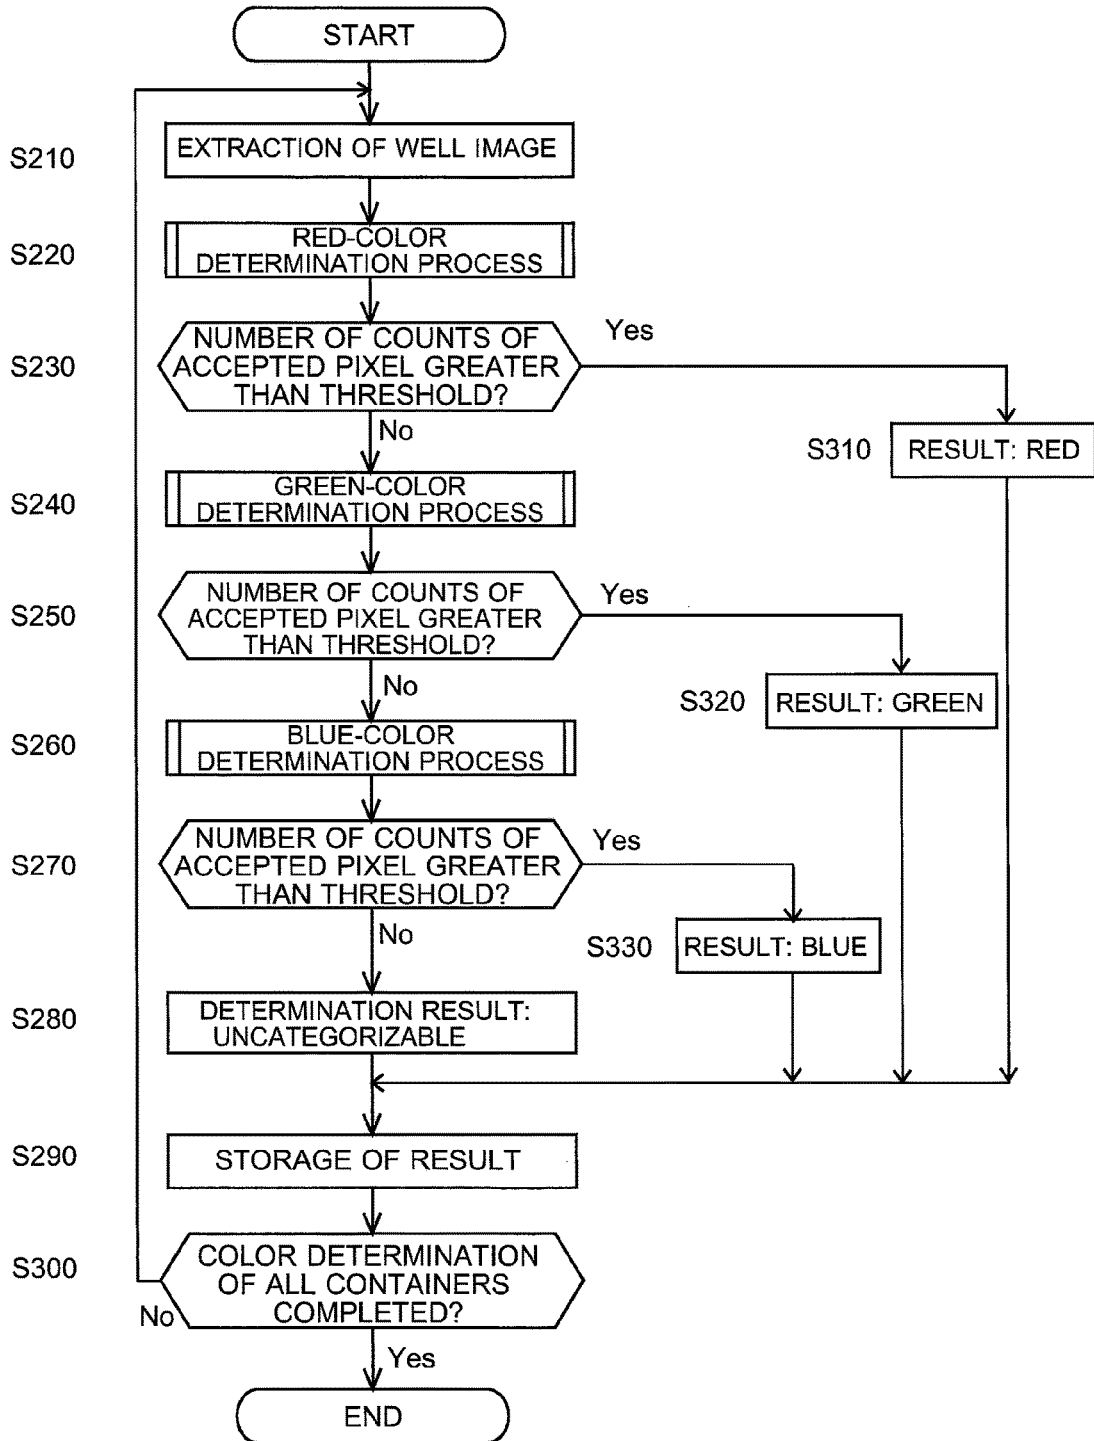 START
S210
EXTRACTION OF WELL IMAGE
S220
RED-COLOR
DETERMINATION PROCESS
S230
NUMBER OF COUNTS OF
ACCEPTED PIXEL GREATER
THAN THRESHOLD?
Yes
No
S310
RESULT: RED
S240
GREEN-COLOR
DETERMINATION PROCESS
S250
NUMBER OF COUNTS OF
ACCEPTED PIXEL GREATER
THAN THRESHOLD?
Yes
No
S320
RESULT: GREEN
S260
BLUE-COLOR
DETERMINATION PROCESS
S270
NUMBER OF COUNTS OF
ACCEPTED PIXEL GREATER
THAN THRESHOLD?
Yes
No
S330
RESULT: BLUE
S280
DETERMINATION RESULT:
UNCATEGORIZABLE
S290
STORAGE OF RESULT
S300
COLOR DETERMINATION
OF ALL CONTAINERS
COMPLETED?
No
Yes
END